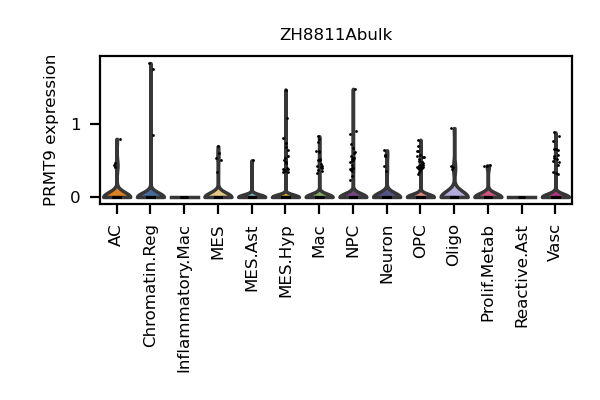 ZH8811Abulk
PRMT9 expression
1
0
AC
Chromatin.Reg
Inflammatory.Mac
MES
MES.Ast
MES.Hyp
Mac
NPC
Neuron
OPC
Oligo
Prolif.Metab
Reactive.Ast
Vasc